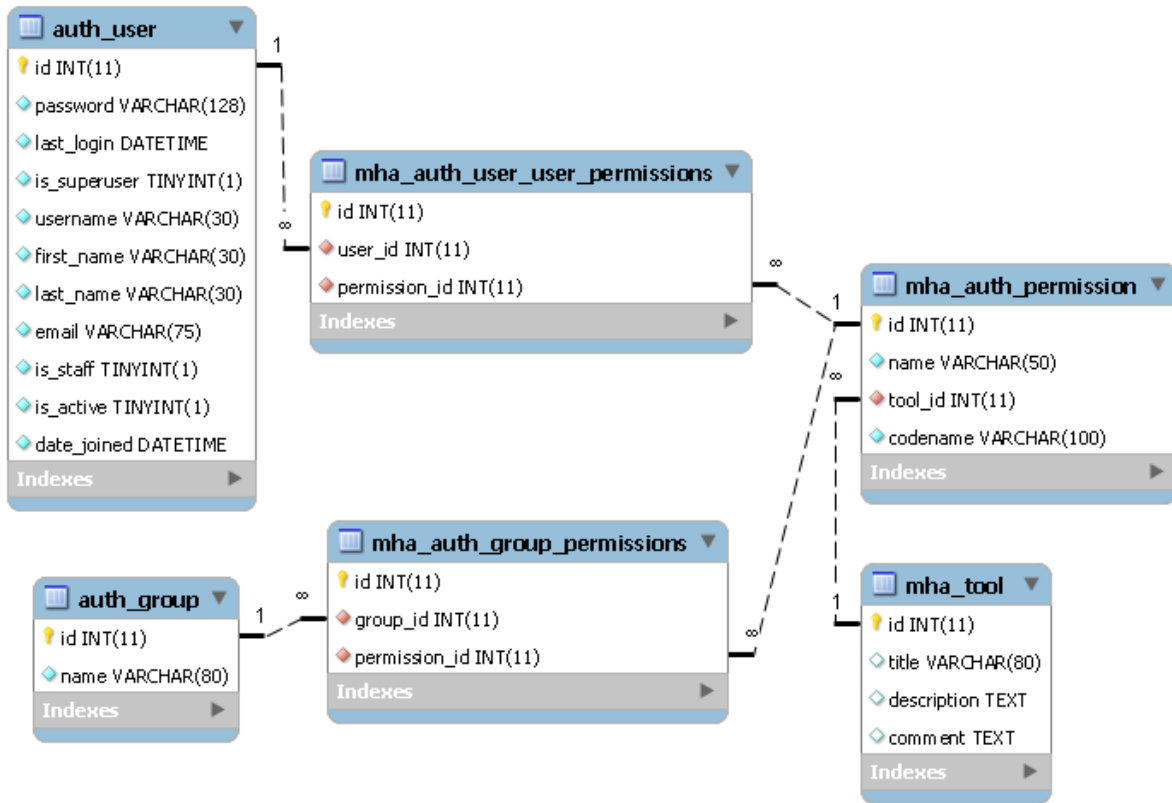 auth_user
id INT(11)
password VARCHAR(128)
last_login DATETIME
is_superuser TINYINT(1)
username VARCHAR(30)
first_name VARCHAR(30)
last_name VARCHAR(30)
email VARCHAR(75)
is_staff TINYINT(1)
is_active TINYINT(1)
date_joined DATETIME
Indexes
1
∞
mha_auth_user_user_permissions
id INT(11)
user_id INT(11)
permission_id INT(11)
Indexes
∞
1
mha_auth_permission
id INT(11)
name VARCHAR(50)
tool_id INT(11)
codename VARCHAR(100)
Indexes
∞
1
auth_group
id INT(11)
name VARCHAR(80)
Indexes
1
∞
mha_auth_group_permissions
id INT(11)
group_id INT(11)
permission_id INT(11)
Indexes
∞
mha_tool
id INT(11)
title VARCHAR(80)
description TEXT
comment TEXT
Indexes